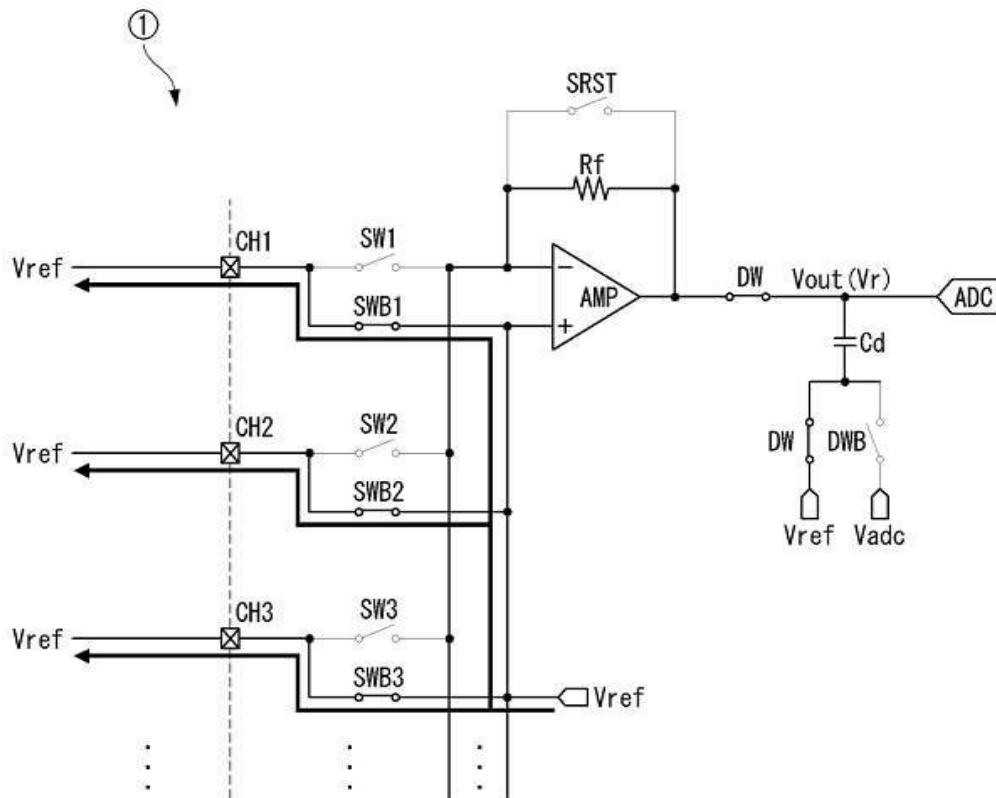 ①
SRST
Rf
CH1
SW1
Vref
−
AMP
DW
Vout(Vr)
ADC
SWB1
+
Cd
CH2
SW2
Vref
DW
DWB
SWB2
Vref
Vadc
CH3
SW3
Vref
SWB3
Vref